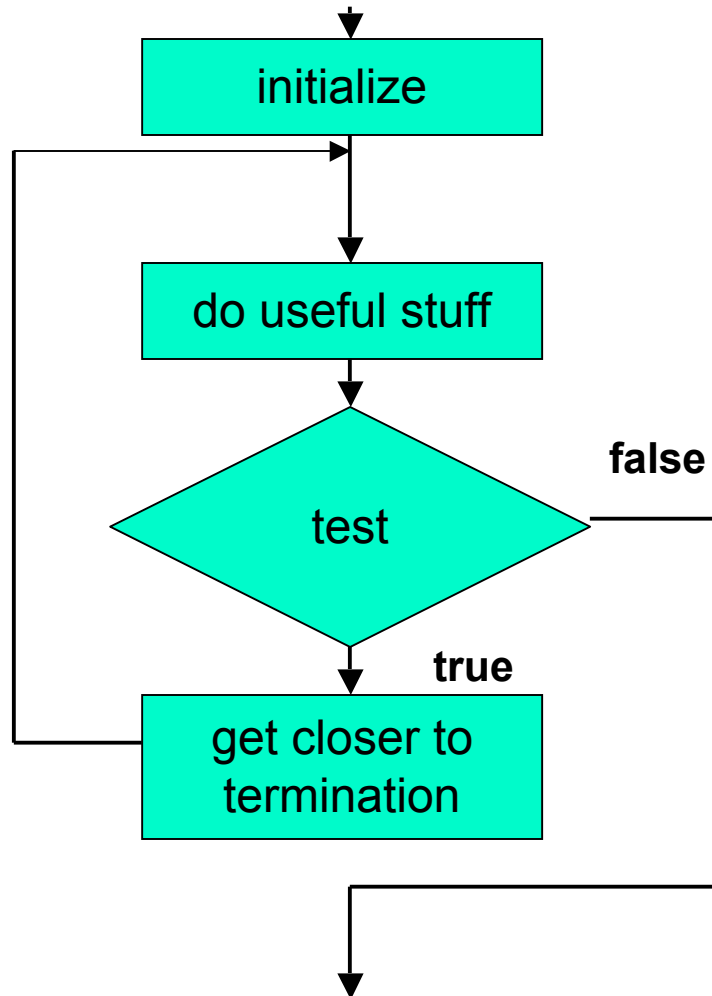 initialize
do useful stuff
false
test
true
get closer to
termination